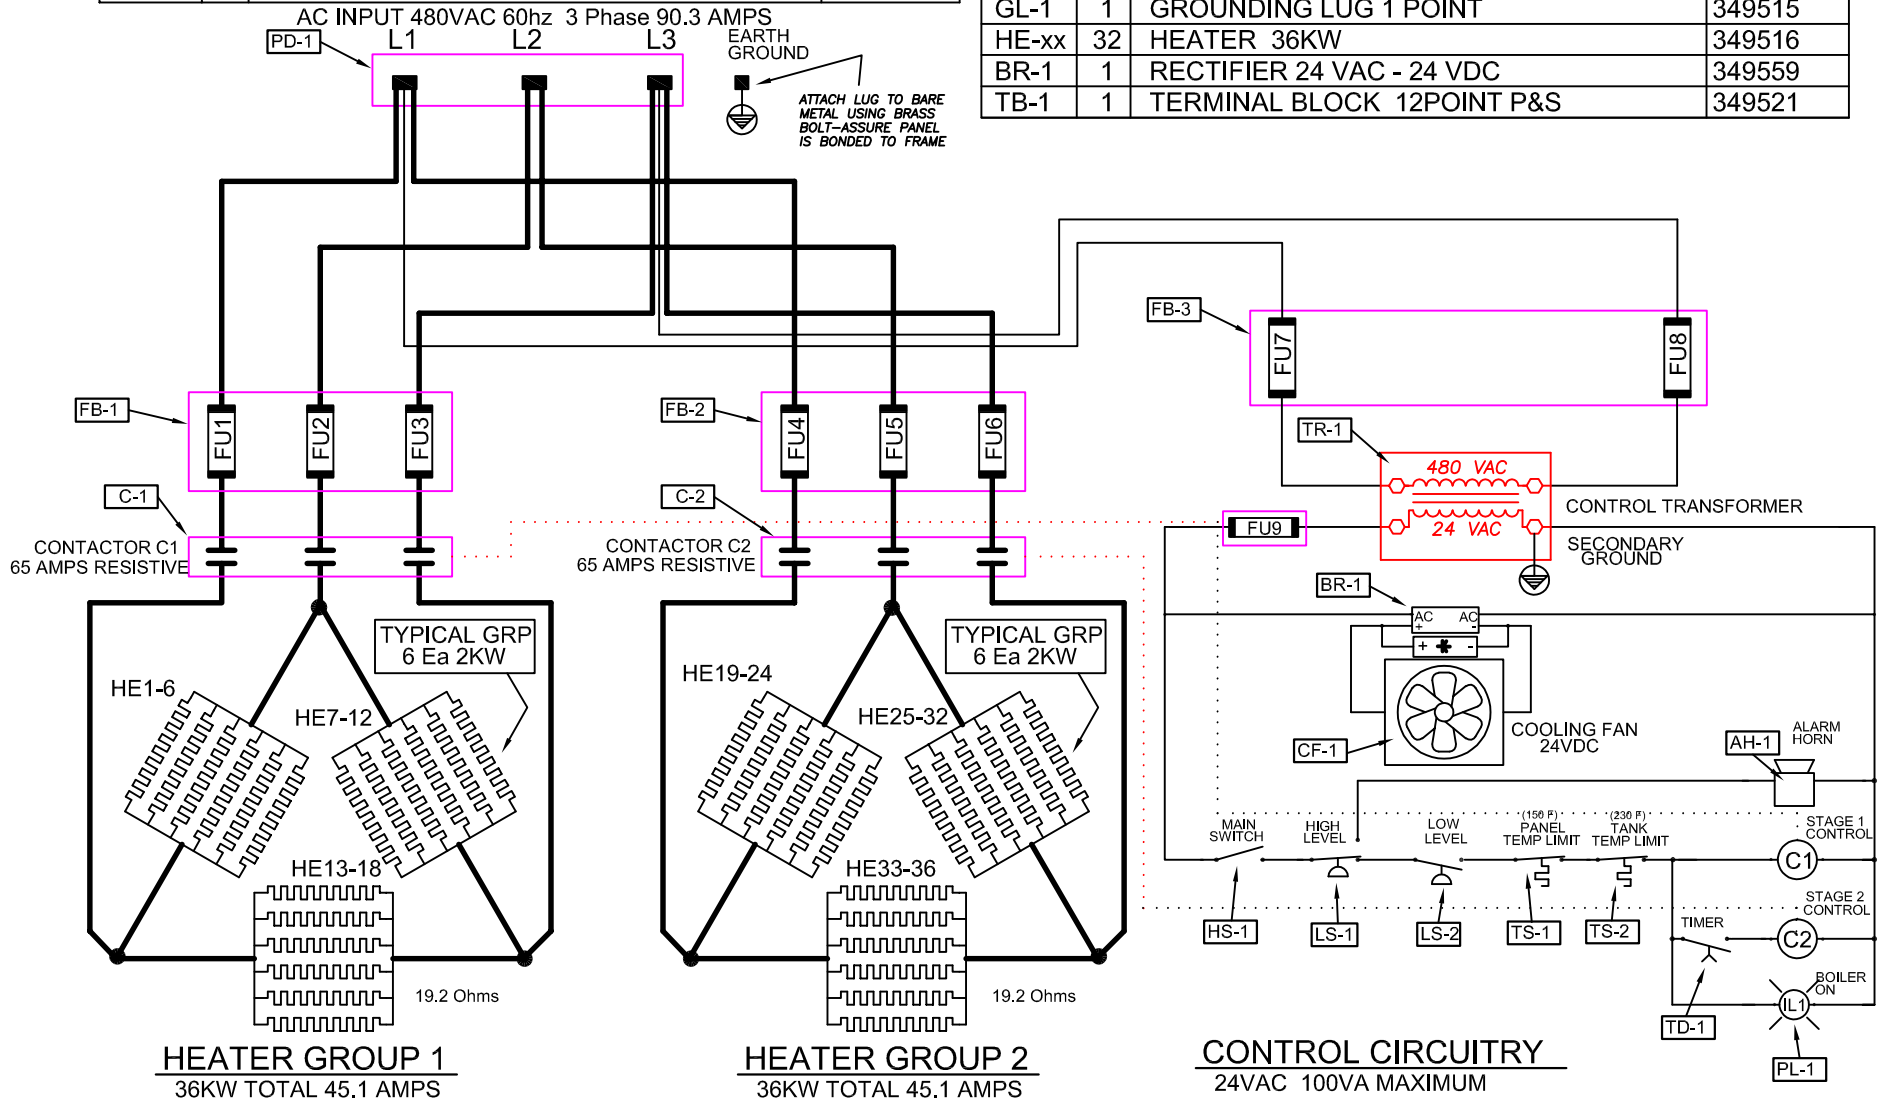 AC INPUT 480VAC 60hz 3 Phase 90.3 AMPS
PD-1
L1
L2
L3
EARTH
GROUND
ATTACH LUG TO BARE
METAL USING BRASS
BOLT-ASSURE PANEL
IS BONDED TO FRAME
GL-1 1 GROUNDING LUG 1 POINT 349515
HE-xx 32 HEATER 36KW 349516
BR-1 1 RECTIFIER 24 VAC - 24 VDC 349559
TB-1 1 TERMINAL BLOCK 12POINT P&S 349521
FB-1
FU1
FU2
FU3
C-1
CONTACTOR C1
65 AMPS RESISTIVE
TYPICAL GRP
6 Ea 2KW
HE1-6
HE7-12
HE13-18
19.2 Ohms
HEATER GROUP 1
36KW TOTAL 45.1 AMPS
FB-2
FU4
FU5
FU6
C-2
CONTACTOR C2
65 AMPS RESISTIVE
TYPICAL GRP
6 Ea 2KW
HE19-24
HE25-32
HE33-36
19.2 Ohms
HEATER GROUP 2
36KW TOTAL 45.1 AMPS
FB-3
FU7
FU8
TR-1
480 VAC
24 VAC
CONTROL TRANSFORMER
FU9
SECONDARY
GROUND
BR-1
AC AC
+ -
+ -
COOLING FAN
24VDC
CF-1
ALARM
HORN
AH-1
MAIN
SWITCH
HIGH
LEVEL
LOW
LEVEL
(150 F)
PANEL
TEMP LIMIT
(230 F)
TANK
TEMP LIMIT
STAGE 1
CONTROL
C1
HS-1
LS-1
LS-2
TS-1
TS-2
STAGE 2
CONTROL
TIMER
C2
BOILER
ON
IL1
TD-1
PL-1
CONTROL CIRCUITRY
24VAC 100VA MAXIMUM